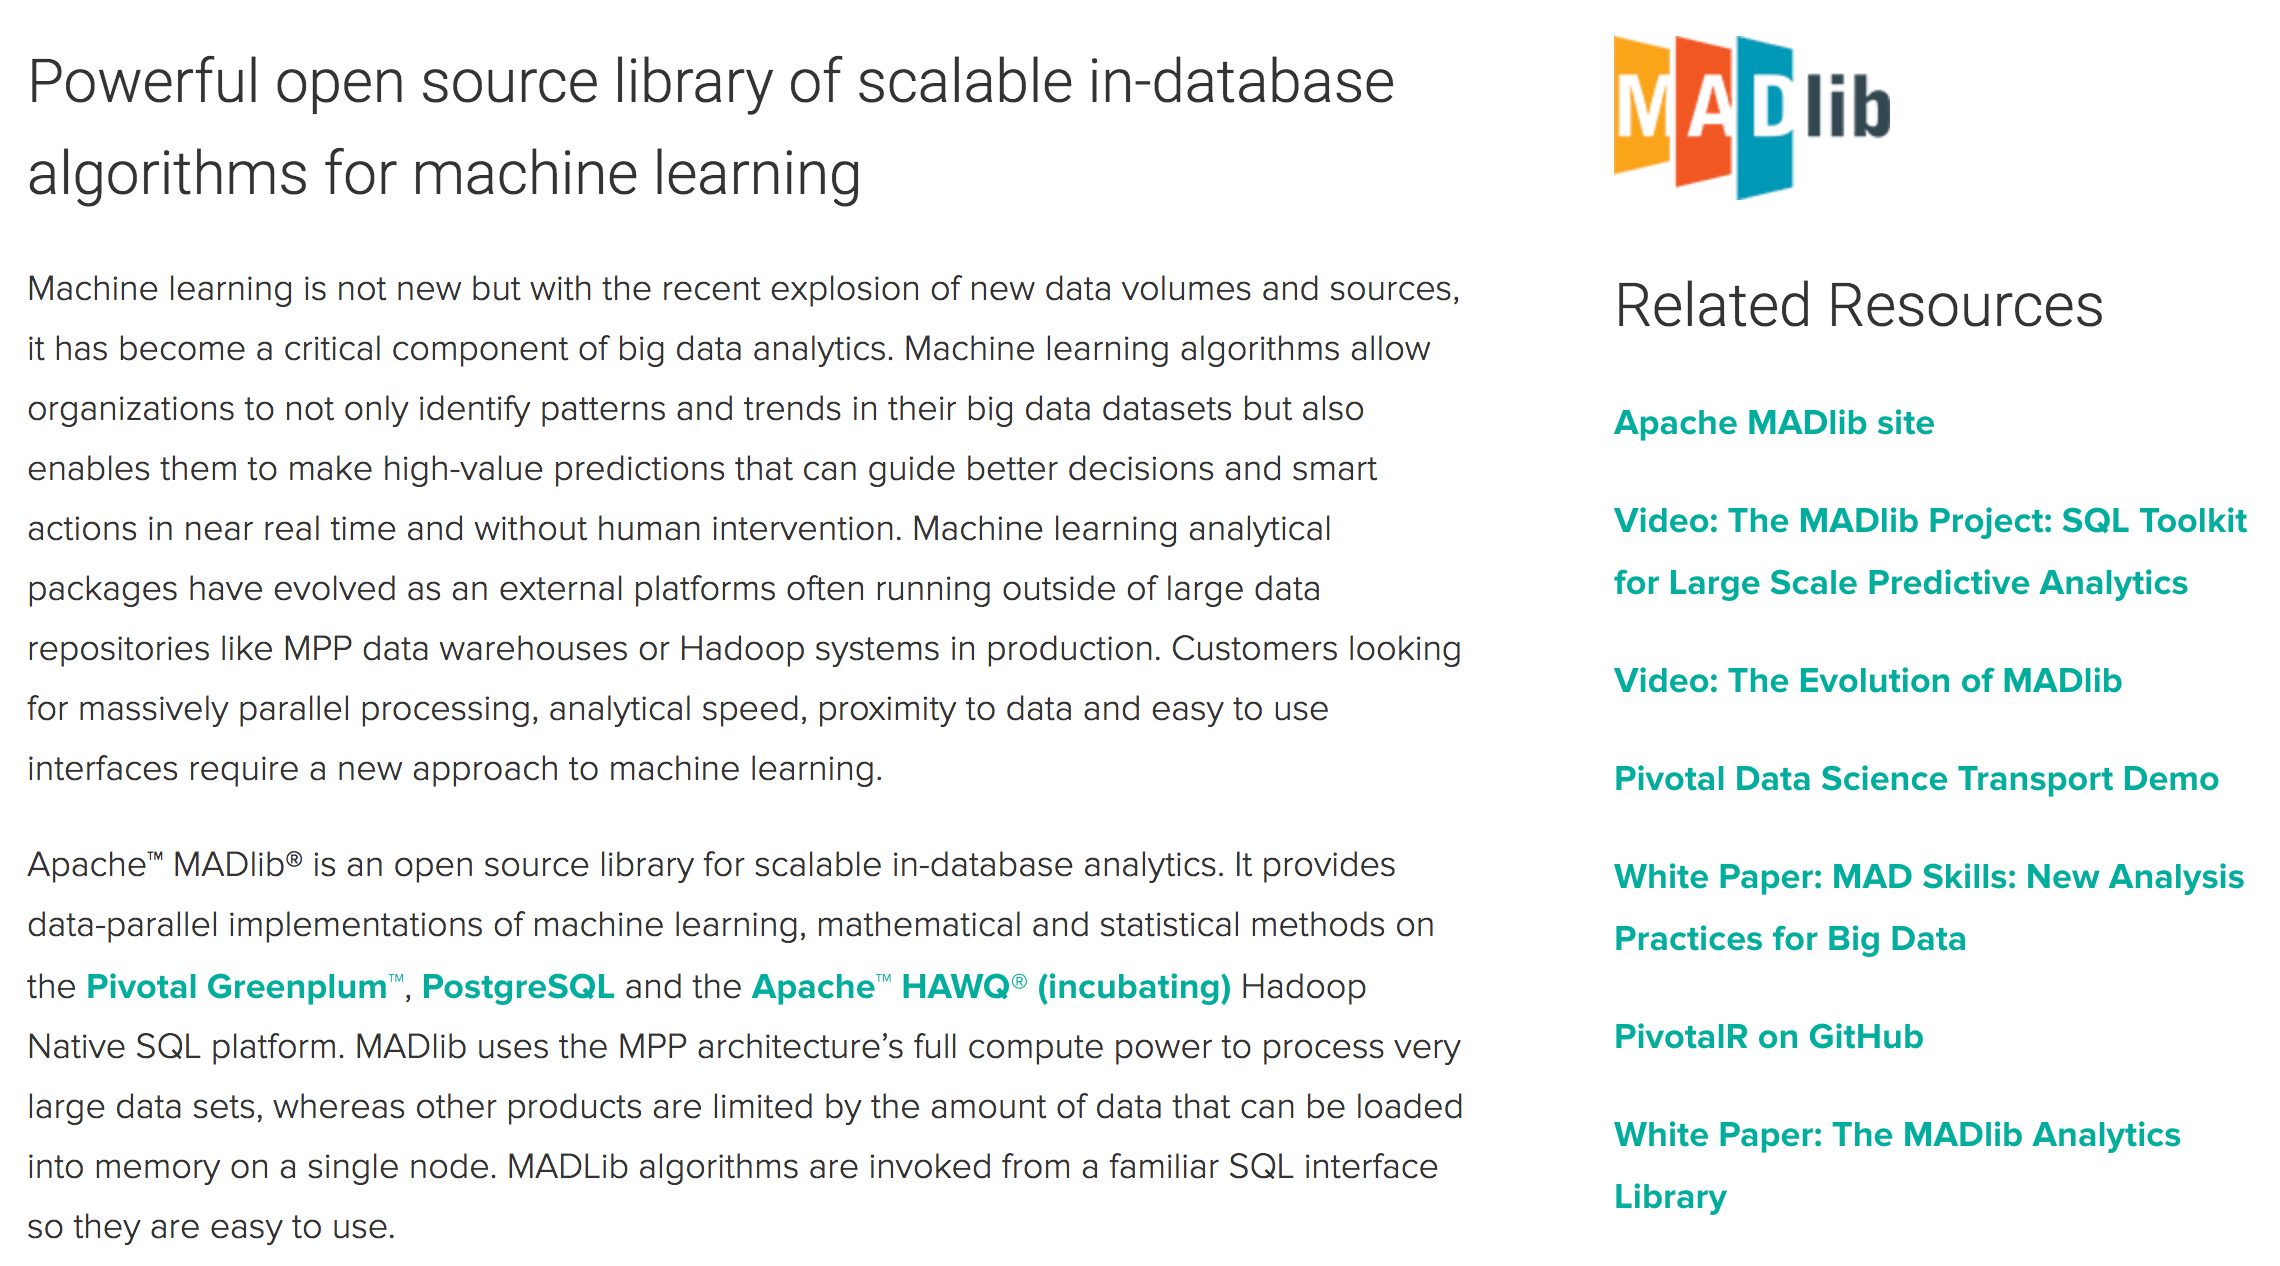 Powerful open source library of scalable in-database
algorithms for machine learning
Machine learning is not new but with the recent explosion of new data volumes and sources,
it has become a critical component of big data analytics. Machine learning algorithms allow
organizations to not only identify patterns and trends in their big data datasets but also
enables them to make high-value predictions that can guide better decisions and smart
actions in near real time and without human intervention. Machine learning analytical
packages have evolved as an external platforms often running outside of large data
repositories like MPP data warehouses or Hadoop systems in production. Customers looking
for massively parallel processing, analytical speed, proximity to data and easy to use
interfaces require a new approach to machine learning.
Apache™ MADlib® is an open source library for scalable in-database analytics. It provides
data-parallel implementations of machine learning, mathematical and statistical methods on
the Pivotal Greenplum™, PostgreSQL and the Apache™ HAWQ® (incubating) Hadoop
Native SQL platform. MADlib uses the MPP architecture’s full compute power to process very
large data sets, whereas other products are limited by the amount of data that can be loaded
into memory on a single node. MADLib algorithms are invoked from a familiar SQL interface
so they are easy to use.
MADlib
Related Resources
Apache MADlib site
Video: The MADlib Project: SQL Toolkit
for Large Scale Predictive Analytics
Video: The Evolution of MADlib
Pivotal Data Science Transport Demo
White Paper: MAD Skills: New Analysis
Practices for Big Data
PivotalR on GitHub
White Paper: The MADlib Analytics
Library